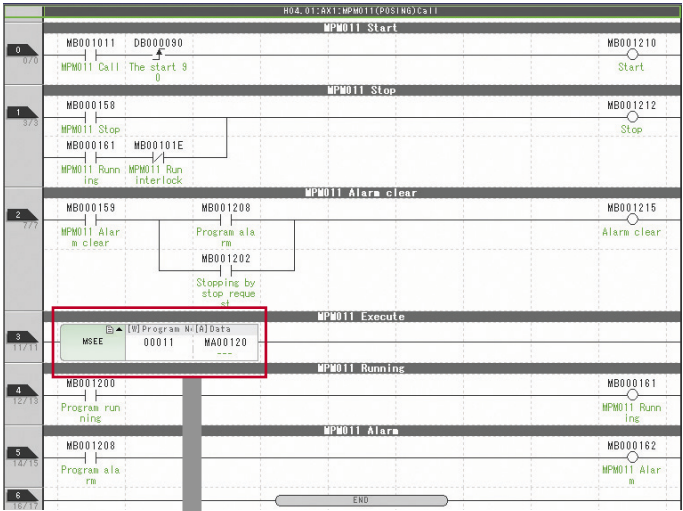 H04.01:AX1:MPM011(POSING)Call
MPM011 Start
0
0/0
MB001011 DB000090 MB001210
MPM011 Call The start 9 Start
0
MPM011 Stop
1
3/3
MB000158 MB001212
MPM011 Stop Stop
MB000161 MB00101E
MPM011 Runn MPM011 Run
ing interlock
MPM011 Alarm clear
2
7/7
MB000159 MB001208 MB001215
MPM011 Alar Program ala Alarm clear
m clear rm
MB001202
Stopping by
stop reque
st
MPM011 Execute
3
11/11
[W]Program N [A]Data
MSEE 00011 MA00120
---
MPM011 Running
4
12/13
MB001200 MB000161
Program run MPM011 Runn
ning ing
MPM011 Alarm
5
14/15
MB001208 MB000162
Program ala MPM011 Alar
rm m
6
16/17
END